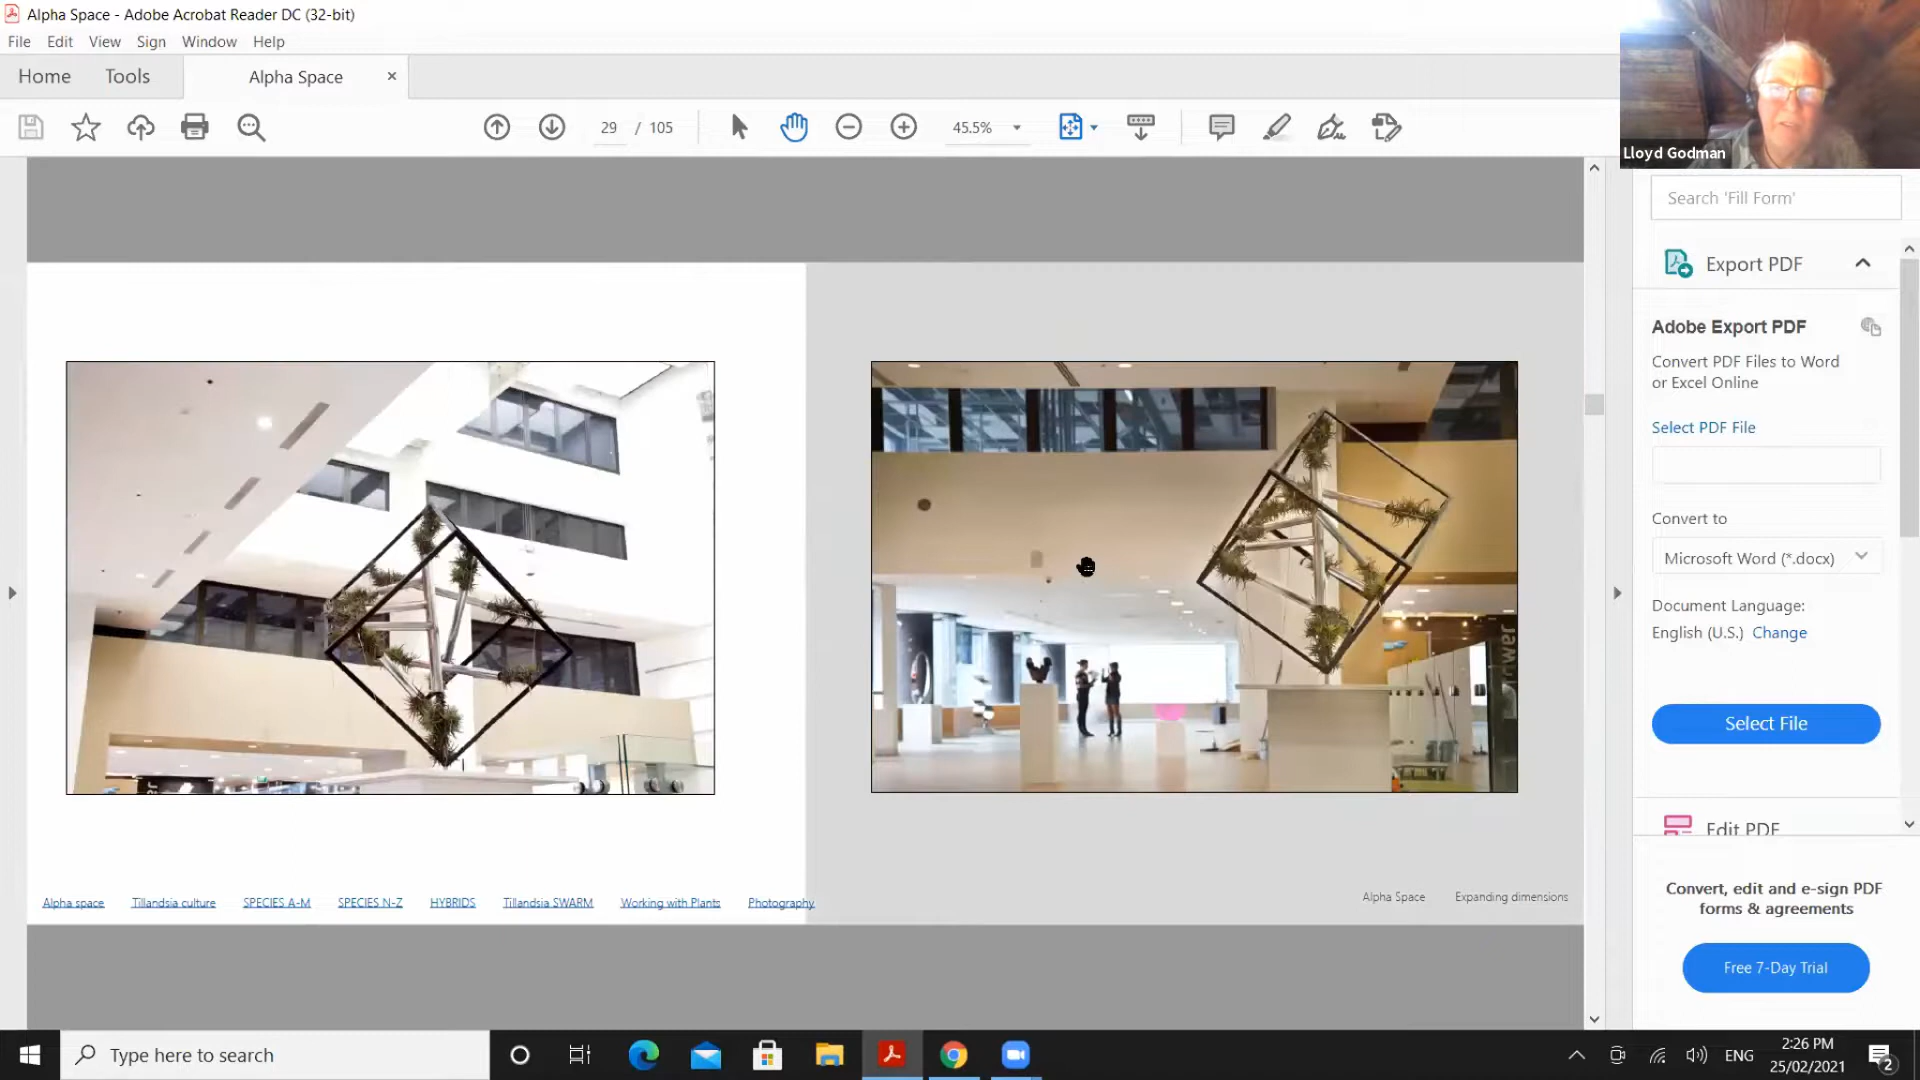 Alpha Space - Adobe Acrobat Reader DC (32-bit)
File Edit View Sign Window Help
Home Tools Alpha Space
29 / 105 45.5%
Lloyd Godman
Search 'Fill Form'
Export PDF
Adobe Export PDF
Convert PDF Files to Word
or Excel Online
Select PDF File
Convert to
Microsoft Word (*.docx)
Document Language:
English (U.S.) Change
Select File
Edit PDF
Convert, edit and e-sign PDF
forms & agreements
Free 7-Day Trial
Alpha space Tillandsia culture SPECIES A-M SPECIES N-Z HYBRIDS Tillandsia SWARM Working with Plants Photography
Alpha Space Expanding dimensions
Type here to search
ENG
2:26 PM
25/02/2021
2